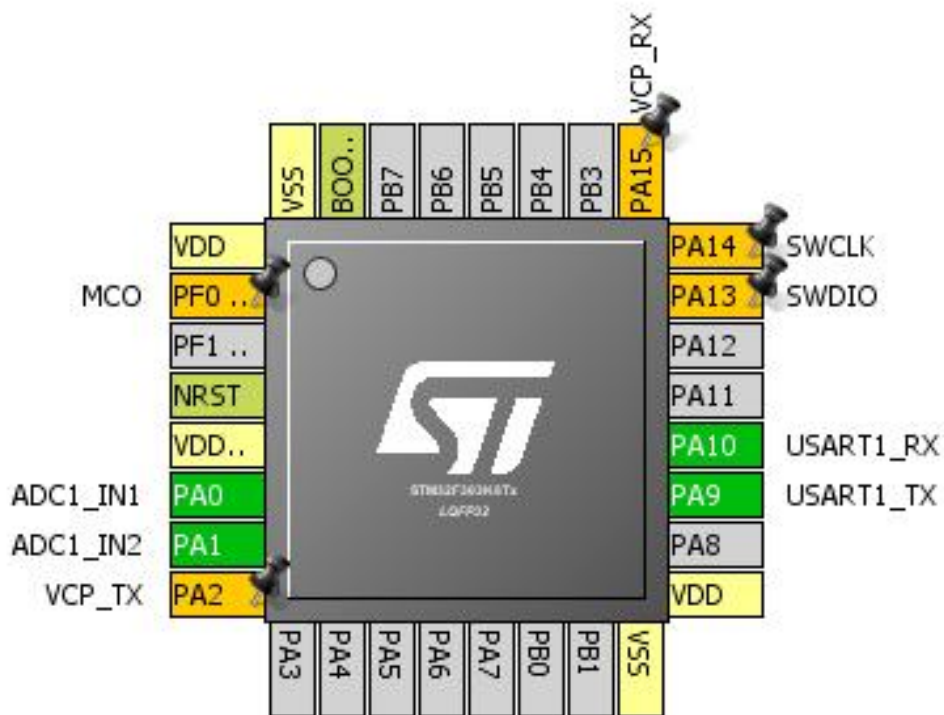 VCP_RX
VSS
BOO..
PB7
PB6
PB5
PB4
PB3
PA15
VDD
PA14 SWCLK
MCO PF0 ..
PA13 SWDIO
PF1 ..
PA12
NRST
PA11
VDD..
PA10 USART1_RX
ADC1_IN1 PA0
PA9 USART1_TX
ADC1_IN2 PA1
PA8
VCP_TX PA2
VDD
ST
STM32F303K8Tx
LQFP32
PA3
PA4
PA5
PA6
PA7
PB0
PB1
VSS